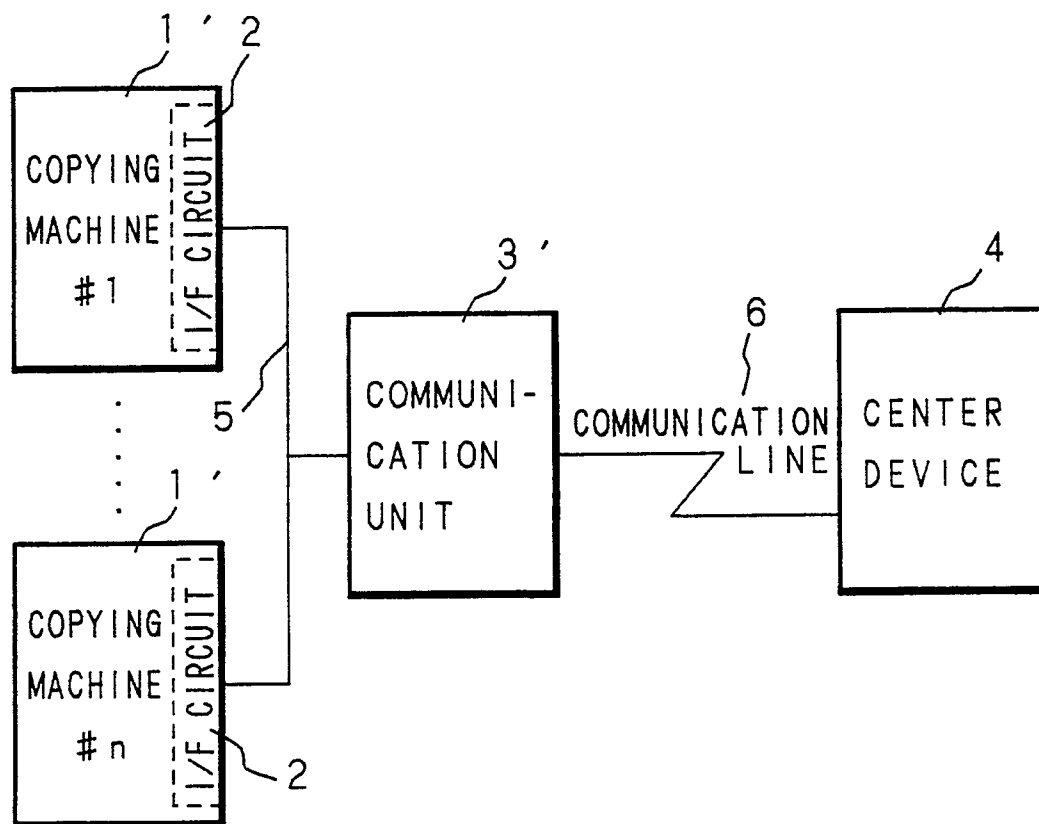 1'
2
COPYING
MACHINE
#1
I/F CIRCUIT
5
3'
COMMUNI-
CATION
UNIT
6
COMMUNICATION
LINE
4
CENTER
DEVICE
1'
COPYING
MACHINE
#n
I/F CIRCUIT
2